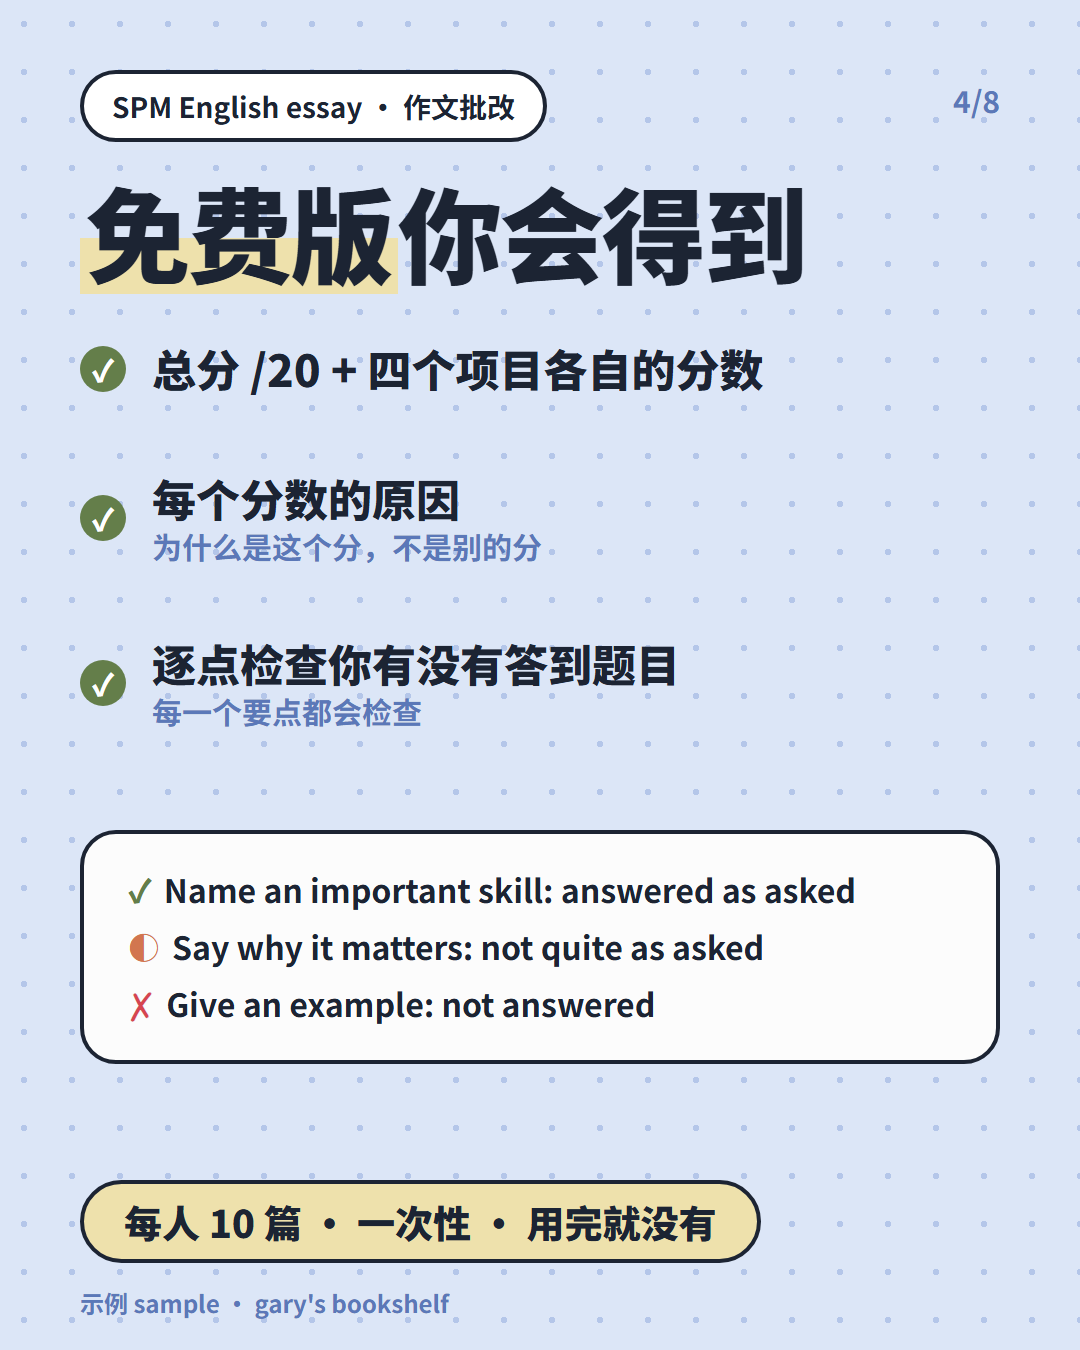 SPM English essay · 作文批改
4/8
免费版你会得到
✓ 总分 /20 + 四个项目各自的分数
✓ 每个分数的原因
为什么是这个分，不是别的分
✓ 逐点检查你有没有答到题目
每一个要点都会检查
✓ Name an important skill: answered as asked
◐ Say why it matters: not quite as asked
✗ Give an example: not answered
每人 10 篇 · 一次性 · 用完就没有
示例 sample · gary's bookshelf